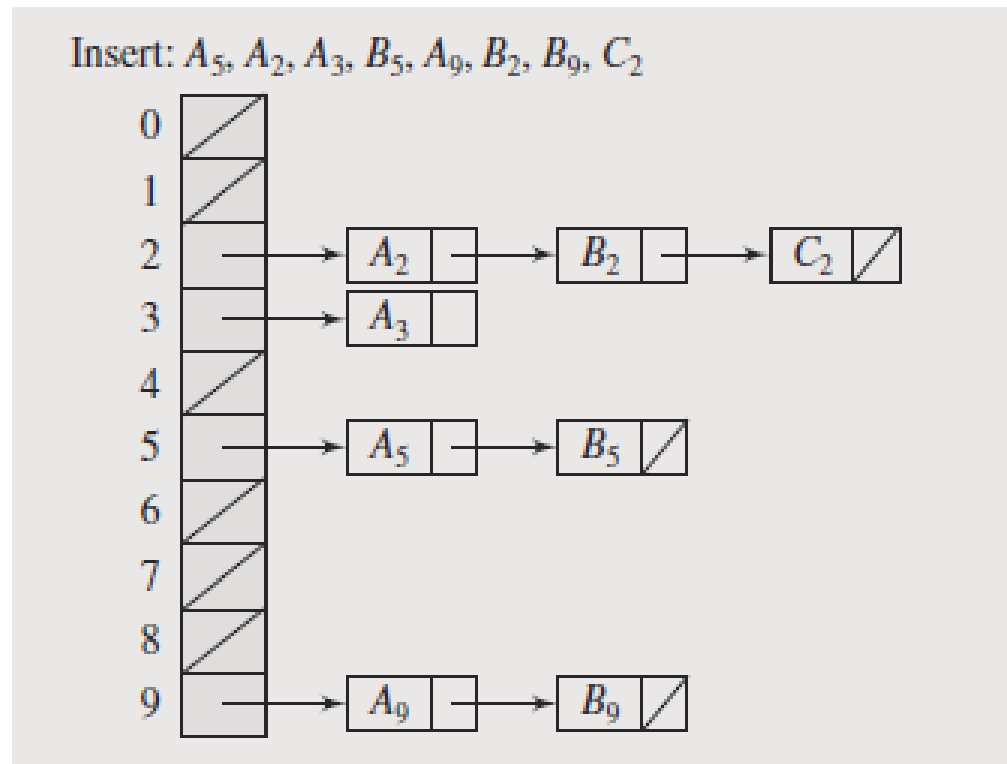 Insert: A₅, A₂, A₃, B₅, A₉, B₂, B₉, C₂
0
1
2 A₂ B₂ C₂
3 A₃
4
5 A₅ B₅
6
7
8
9 A₉ B₉